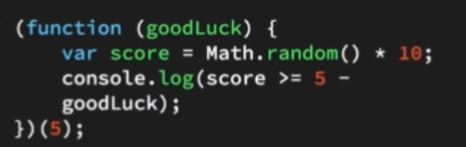 (function (goodLuck) {
    var score = Math.random() * 10;
    console.log(score >= 5 -
    goodLuck);
})(5);